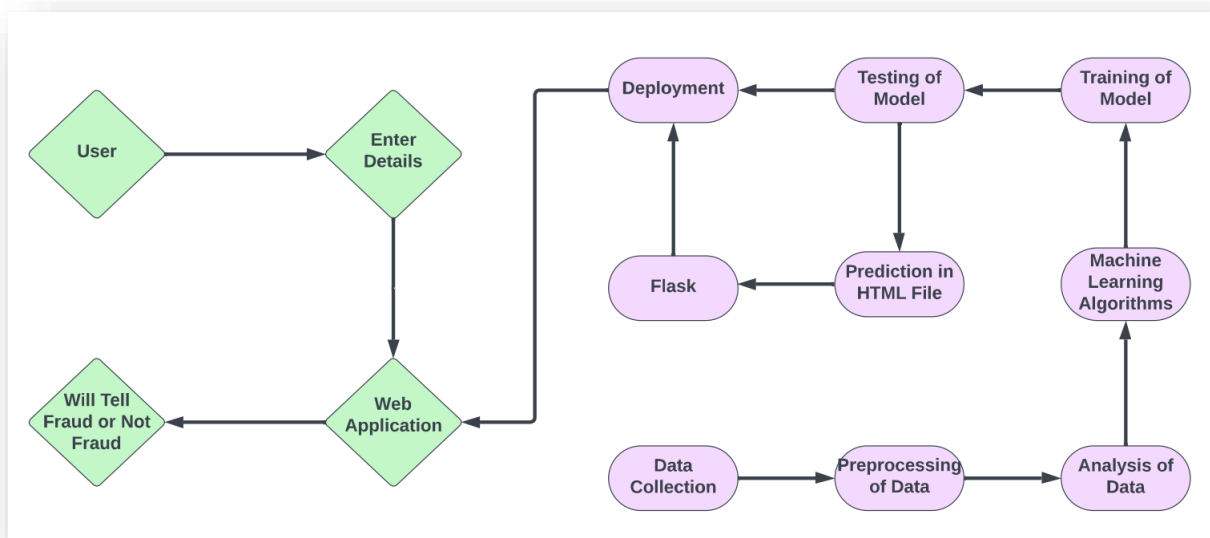 User
Enter
Details
Deployment
Testing of
Model
Training of
Model
Flask
Prediction in
HTML File
Machine
Learning
Algorithms
Will Tell
Fraud or Not
Fraud
Web
Application
Data
Collection
Preprocessing
of Data
Analysis of
Data